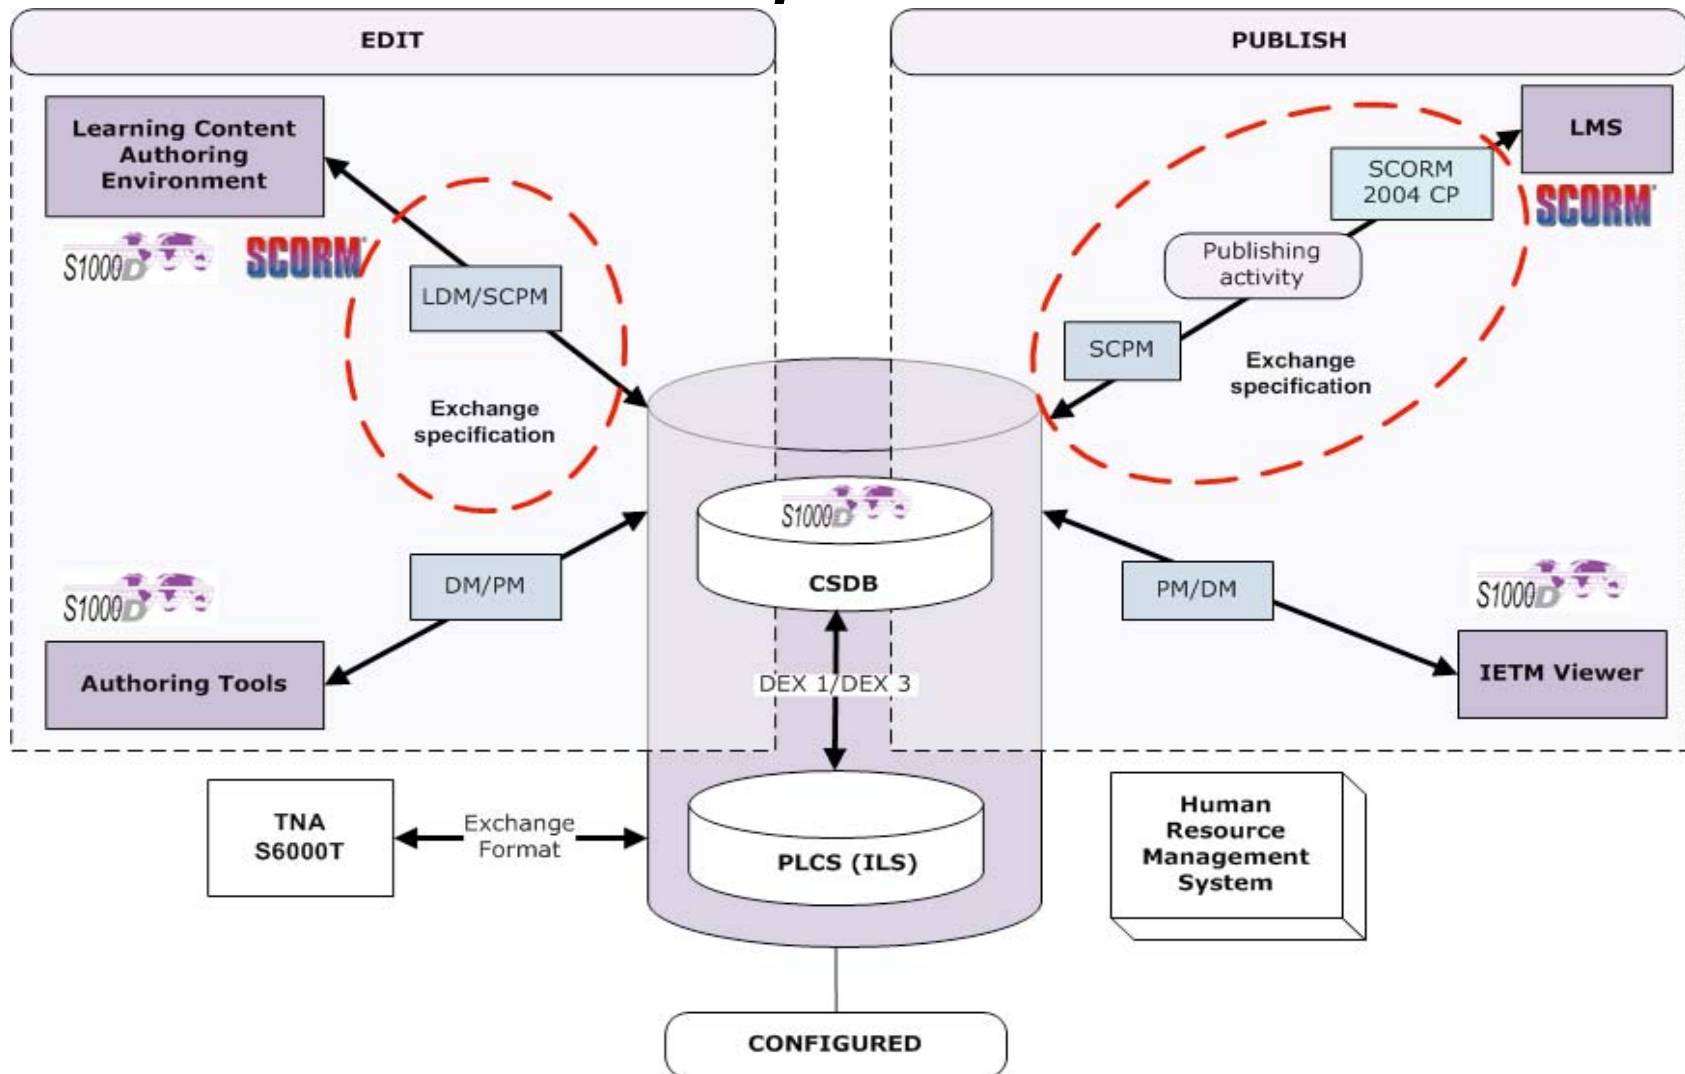 EDIT
PUBLISH
Learning Content
Authoring
Environment
S1000D
SCORM
LDM/SCPM
Exchange
specification
LMS
SCORM
SCORM
2004 CP
Publishing
activity
SCPM
Exchange
specification
S1000D
CSDB
S1000D
DM/PM
Authoring Tools
PM/DM
S1000D
IETM Viewer
DEX 1/DEX 3
TNA
S6000T
Exchange
Format
PLCS (ILS)
Human
Resource
Management
System
CONFIGURED